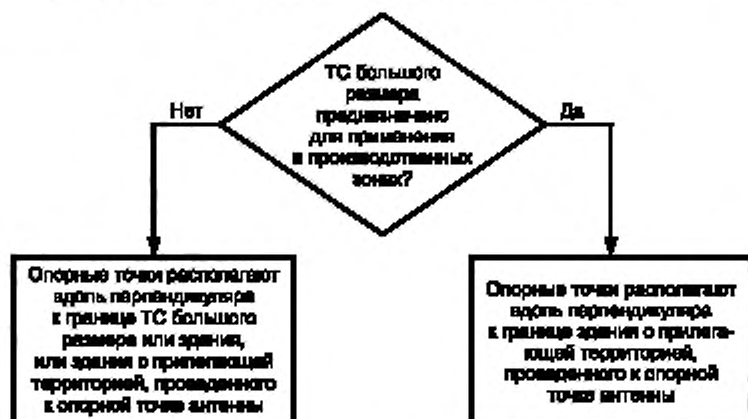 ТС большого
размера
предназначено
для применения
в производственных
зонах?
Нет
Да
Опорные точки располагают
вдоль перпендикуляра
к границе ТС большого
размера или здания,
или здания с прилегающей
территорией, проведенного
к опорной точке антенны
Опорные точки располагают
вдоль перпендикуляра
к границе здания с прилега-
ющей территорией,
проведенного к опорной
точке антенны